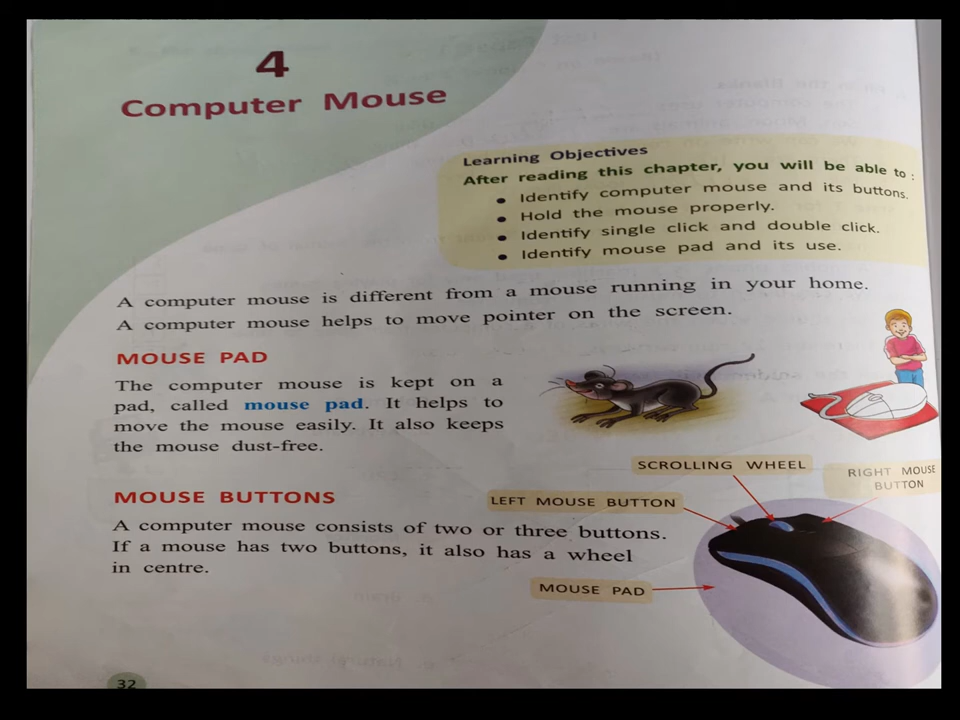 4
Computer Mouse
Learning Objectives
After reading this chapter, you will be able to :
• Identify computer mouse and its buttons.
• Hold the mouse properly.
• Identify single click and double click.
• Identify mouse pad and its use.
A computer mouse is different from a mouse running in your home.
A computer mouse helps to move pointer on the screen.
MOUSE PAD
The computer mouse is kept on a
pad, called mouse pad. It helps to
move the mouse easily. It also keeps
the mouse dust-free.
MOUSE BUTTONS
A computer mouse consists of two or three buttons.
If a mouse has two buttons, it also has a wheel
in centre.
SCROLLING WHEEL
RIGHT MOUSE
BUTTON
LEFT MOUSE BUTTON
MOUSE PAD
32